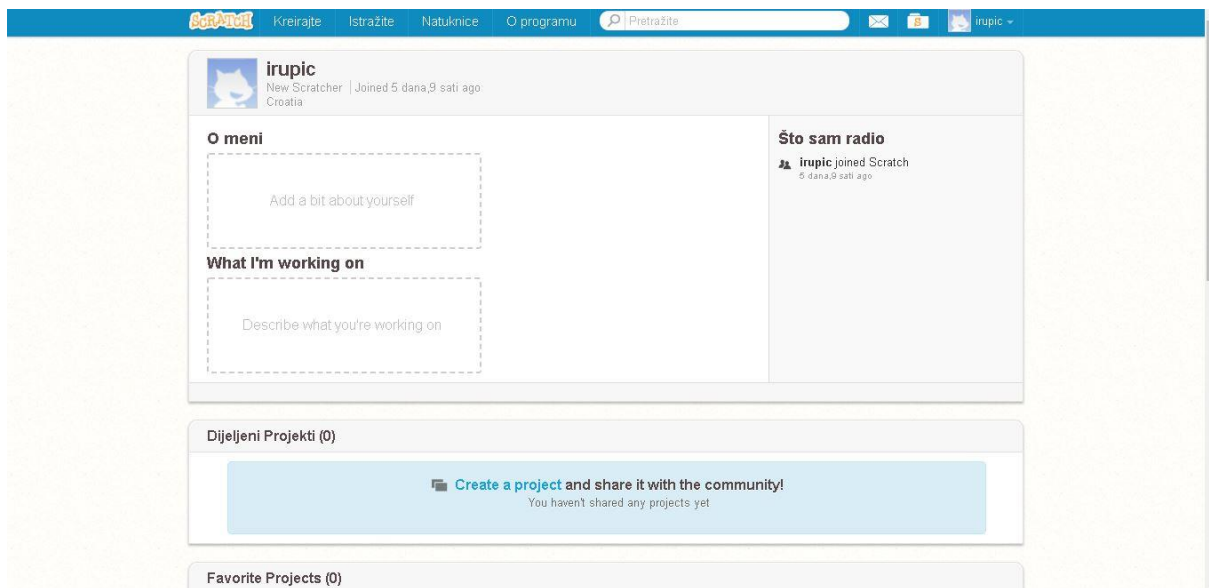 SCRATCH Kreirajte Istražite Natuknice O programu Pretražite S irupic
irupic
New Scratcher | Joined 5 dana,9 sati ago
Croatia
O meni
Add a bit about yourself
What I'm working on
Describe what you're working on
Što sam radio
irupic joined Scratch
5 dana,9 sati ago
Dijeljeni Projekti (0)
Create a project and share it with the community!
You haven't shared any projects yet
Favorite Projects (0)